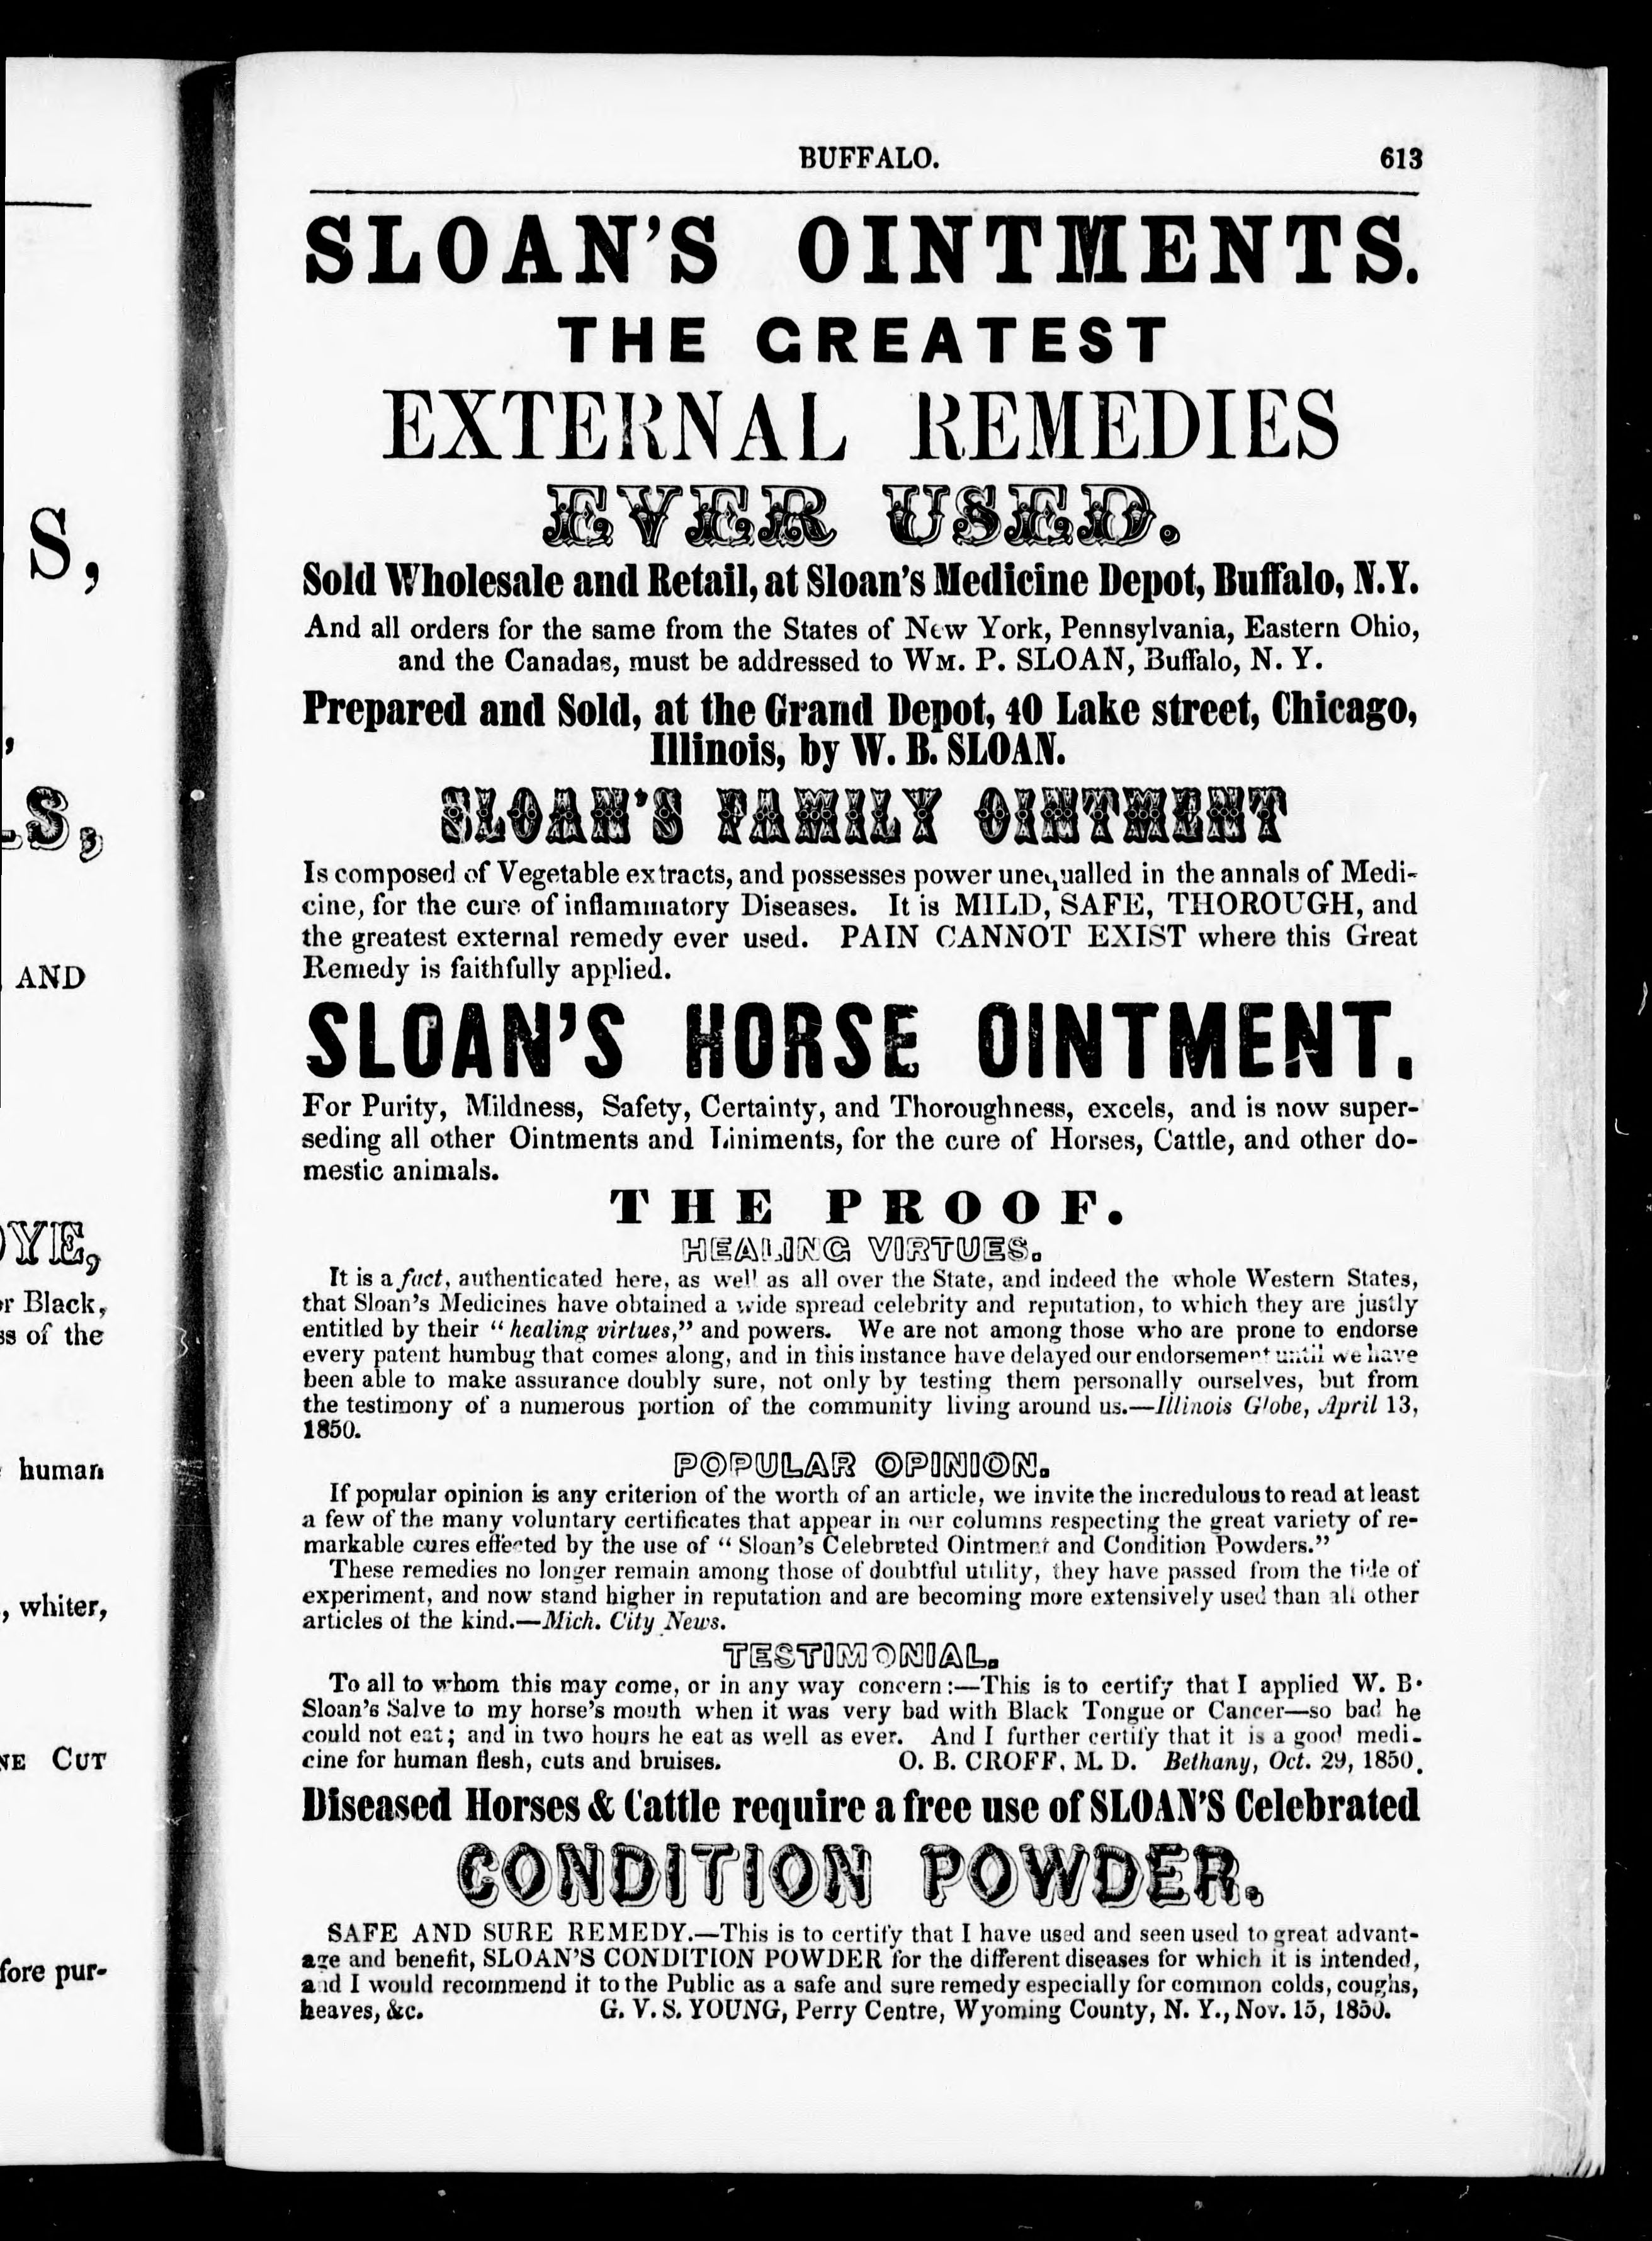 BUFFALO. 613
SLOAN'S OINTMENTS.
THE GREATEST
EXTERNAL REMEDIES
EVER USED.
Sold Wholesale and Retail, at Sloan's Medicine Depot, Buffalo, N.Y.
And all orders for the same from the States of New York, Pennsylvania, Eastern Ohio,
and the Canadas, must be addressed to WM. P. SLOAN, Buffalo, N. Y.
Prepared and Sold, at the Grand Depot, 40 Lake street, Chicago,
Illinois, by W. B. SLOAN.
SLOAN'S FAMILY OINTMENT
Is composed of Vegetable extracts, and possesses power unequalled in the annals of Medi-
cine, for the cure of inflammatory Diseases. It is MILD, SAFE, THOROUGH, and
the greatest external remedy ever used. PAIN CANNOT EXIST where this Great
Remedy is faithfully applied.
SLOAN'S HORSE OINTMENT.
For Purity, Mildness, Safety, Certainty, and Thoroughness, excels, and is now super-
seding all other Ointments and Liniments, for the cure of Horses, Cattle, and other do-
mestic animals.
THE PROOF.
HEALING VIRTUES.
It is a fact, authenticated here, as well as all over the State, and indeed the whole Western States,
that Sloan's Medicines have obtained a wide spread celebrity and reputation, to which they are justly
entitled by their "healing virtues," and powers. We are not among those who are prone to endorse
every patent humbug that comes along, and in this instance have delayed our endorsement until we have
been able to make assurance doubly sure, not only by testing them personally ourselves, but from
the testimony of a numerous portion of the community living around us.—Illinois Globe, April 13,
1850.
POPULAR OPINION.
If popular opinion is any criterion of the worth of an article, we invite the incredulous to read at least
a few of the many voluntary certificates that appear in our columns respecting the great variety of re-
markable cures effected by the use of "Sloan's Celebrated Ointment and Condition Powders."
These remedies no longer remain among those of doubtful utility, they have passed from the tide of
experiment, and now stand higher in reputation and are becoming more extensively used than all other
articles of the kind.—Mich. City News.
TESTIMONIAL.
To all to whom this may come, or in any way concern:—This is to certify that I applied W. B.
Sloan's Salve to my horse's mouth when it was very bad with Black Tongue or Cancer—so bad he
could not eat; and in two hours he eat as well as ever. And I further certify that it is a good medi-
cine for human flesh, cuts and bruises. O. B. CROFF, M. D. Bethany, Oct. 29, 1850.
Diseased Horses & Cattle require a free use of SLOAN'S Celebrated
CONDITION POWDER.
SAFE AND SURE REMEDY.—This is to certify that I have used and seen used to great advant-
age and benefit, SLOAN'S CONDITION POWDER for the different diseases for which it is intended,
and I would recommend it to the Public as a safe and sure remedy especially for common colds, coughs,
heaves, &c. G. V. S. YOUNG, Perry Centre, Wyoming County, N. Y., Nov. 15, 1850.
S,
,
LS,
AND
YE,
r Black,
ss of the
human
, whiter,
NE CUT
fore pur-